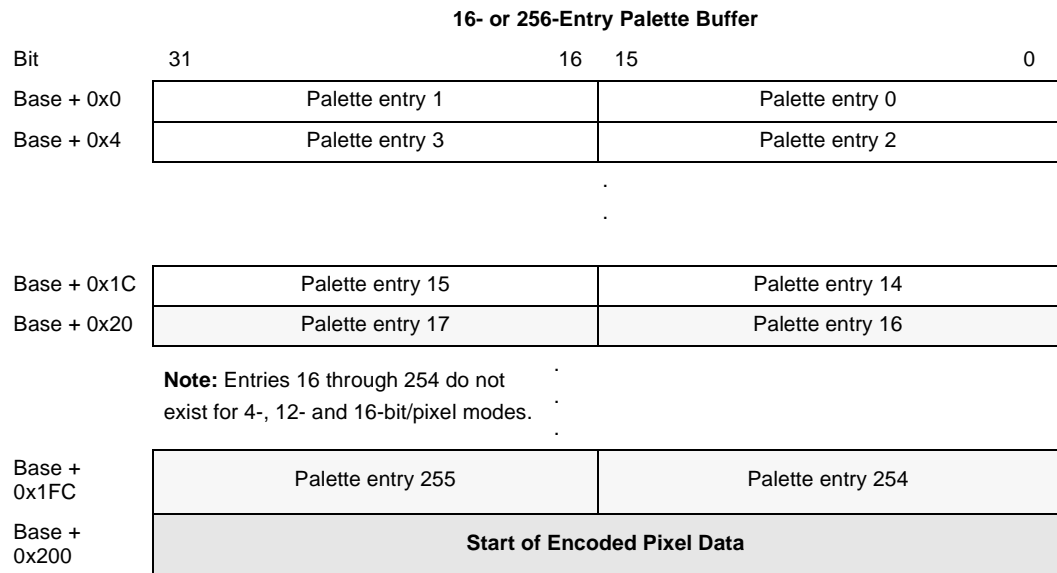 16- or 256-Entry Palette Buffer
Bit 31 16 15 0
Base + 0x0 Palette entry 1 Palette entry 0
Base + 0x4 Palette entry 3 Palette entry 2
.
.
Base + 0x1C Palette entry 15 Palette entry 14
Base + 0x20 Palette entry 17 Palette entry 16
.
Note: Entries 16 through 254 do not
.
exist for 4-, 12- and 16-bit/pixel modes.
.
Base +
0x1FC Palette entry 255 Palette entry 254
Base +
0x200 Start of Encoded Pixel Data